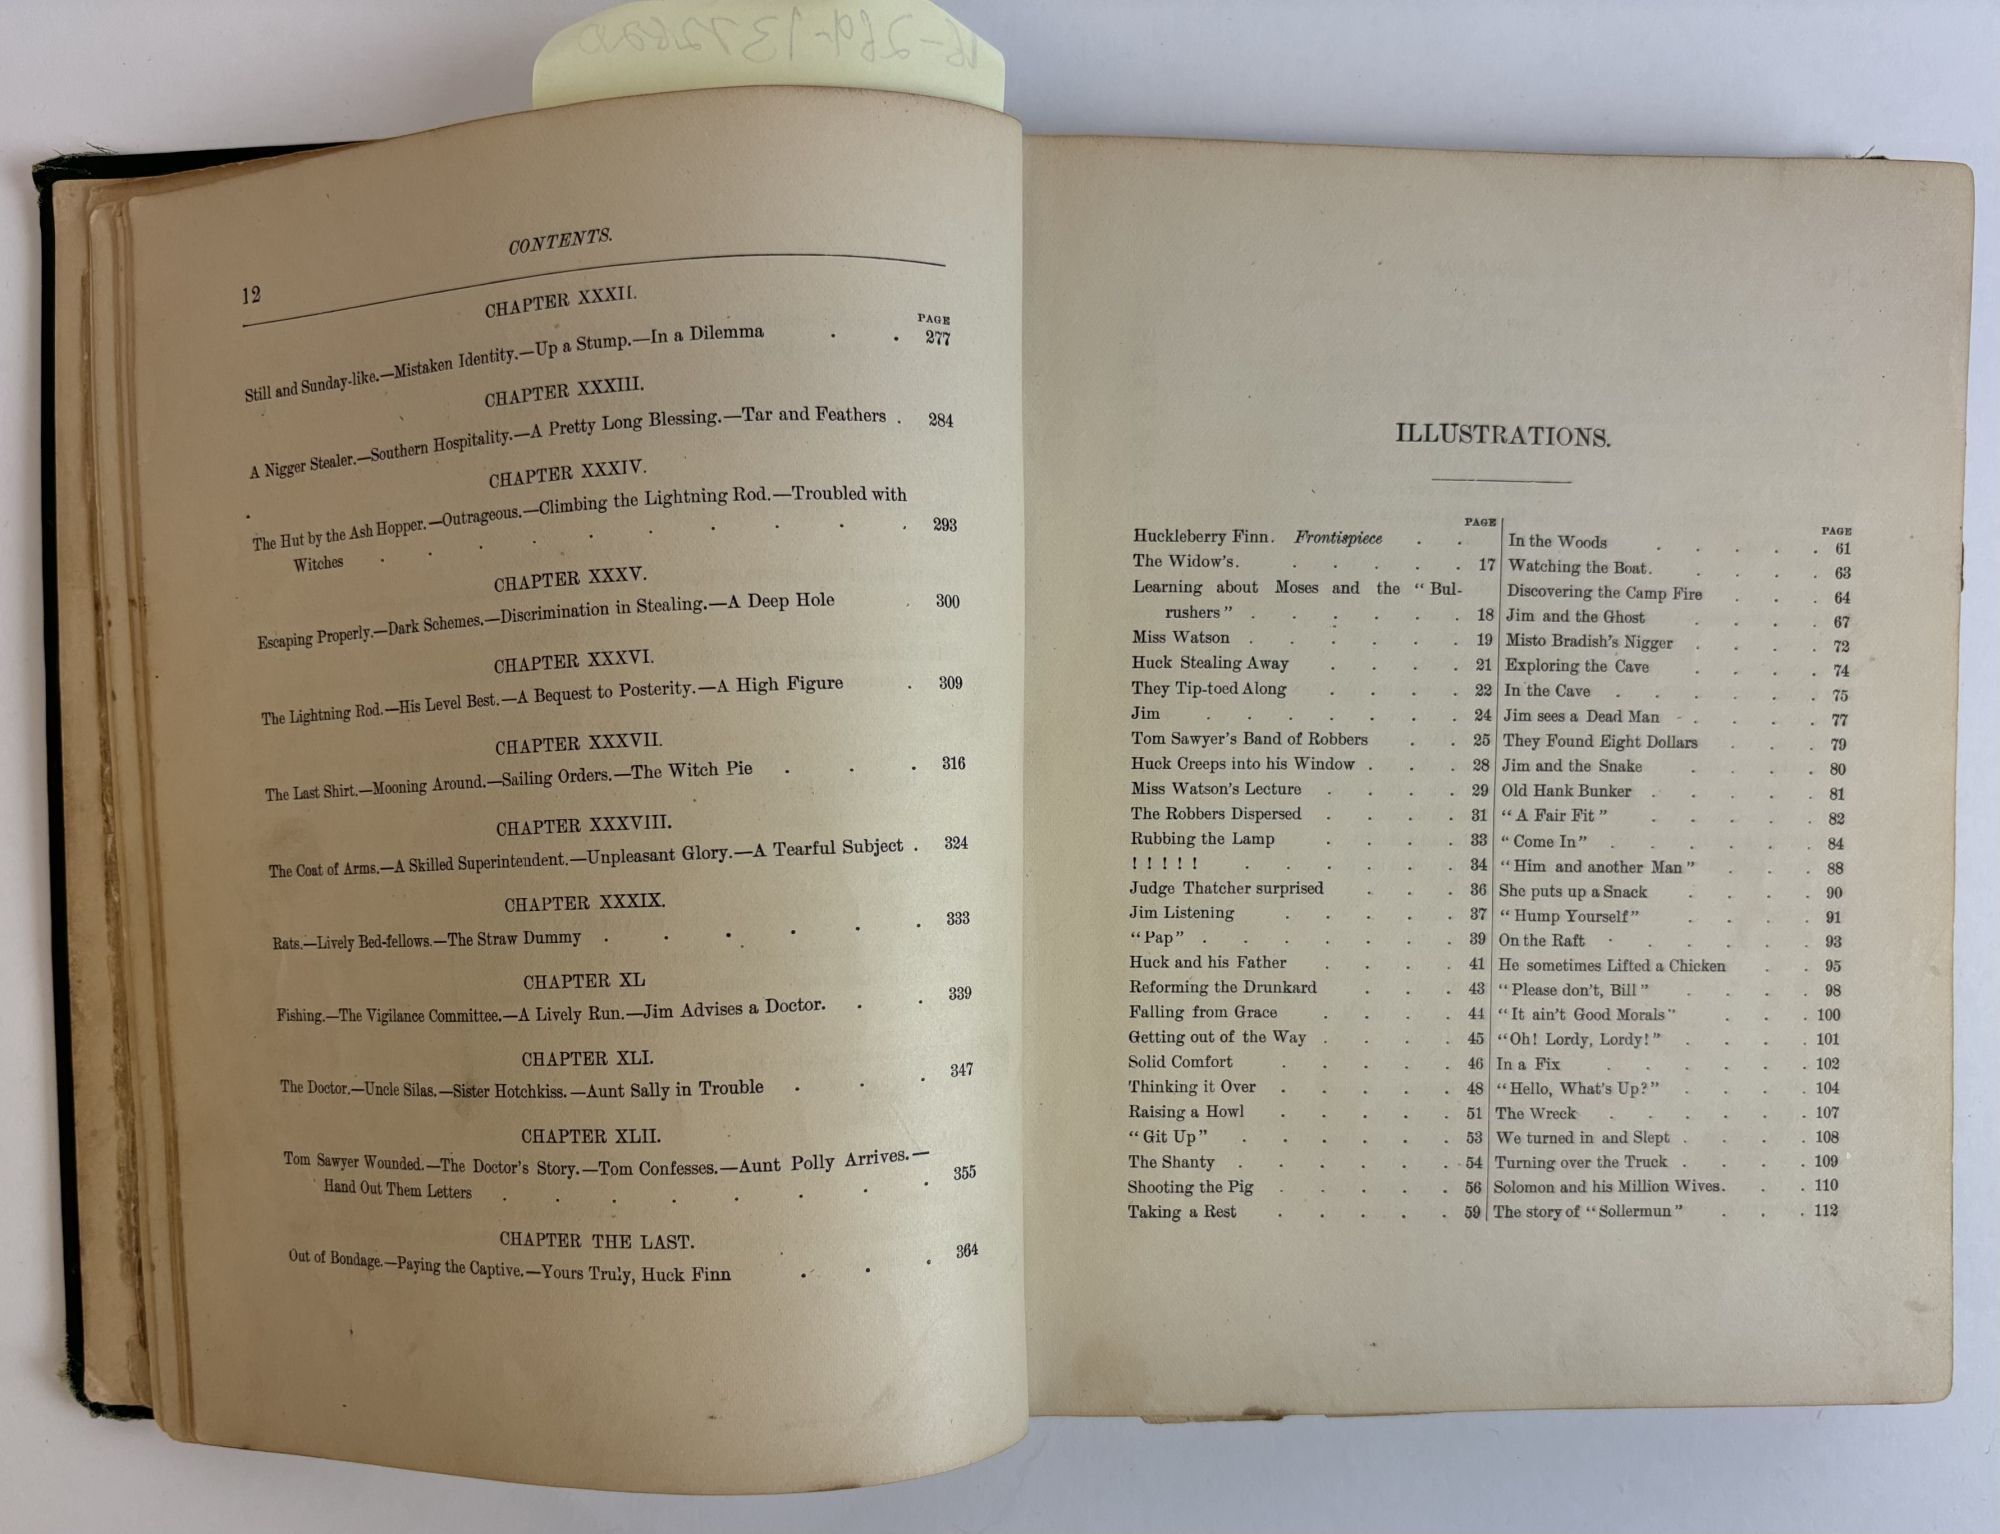 CONTENTS.
12
CHAPTER XXXII.
PAGE
Still and Sunday-like.—Mistaken Identity.—Up a Stump.—In a Dilemma . . 277
CHAPTER XXXIII.
A Nigger Stealer.—Southern Hospitality.—A Pretty Long Blessing.—Tar and Feathers . 284
CHAPTER XXXIV.
The Hut by the Ash Hopper.—Outrageous.—Climbing the Lightning Rod.—Troubled with
Witches . . . . . . . . . 293
CHAPTER XXXV.
Escaping Properly.—Dark Schemes.—Discrimination in Stealing.—A Deep Hole . 300
CHAPTER XXXVI.
The Lightning Rod.—His Level Best.—A Bequest to Posterity.—A High Figure . 309
CHAPTER XXXVII.
The Last Shirt.—Mooning Around.—Sailing Orders.—The Witch Pie . . . 316
CHAPTER XXXVIII.
The Coat of Arms.—A Skilled Superintendent.—Unpleasant Glory.—A Tearful Subject . 324
CHAPTER XXXIX.
Rats.—Lively Bed-fellows.—The Straw Dummy . . . . . . 333
CHAPTER XL
Fishing.—The Vigilance Committee.—A Lively Run.—Jim Advises a Doctor. . . 339
CHAPTER XLI.
The Doctor.—Uncle Silas.—Sister Hotchkiss.—Aunt Sally in Trouble . . . 347
CHAPTER XLII.
Tom Sawyer Wounded.—The Doctor's Story.—Tom Confesses.—Aunt Polly Arrives.—
Hand Out Them Letters . . . . . . . . 355
CHAPTER THE LAST.
Out of Bondage.—Paying the Captive.—Yours Truly, Huck Finn . . . 364
ILLUSTRATIONS.
PAGE
Huckleberry Finn. Frontispiece . .
The Widow's. . . . . . 17
Learning about Moses and the “Bul-
rushers” . . . . . . 18
Miss Watson . . . . . . 19
Huck Stealing Away . . . . 21
They Tip-toed Along . . . . 22
Jim . . . . . . . 24
Tom Sawyer's Band of Robbers . . 25
Huck Creeps into his Window . . . 28
Miss Watson's Lecture . . . . 29
The Robbers Dispersed . . . . 31
Rubbing the Lamp . . . . 33
! ! ! ! ! . . . . . . 34
Judge Thatcher surprised . . . 36
Jim Listening . . . . . 37
“Pap” . . . . . . . 39
Huck and his Father . . . . 41
Reforming the Drunkard . . . 43
Falling from Grace . . . . 44
Getting out of the Way . . . . 45
Solid Comfort . . . . . 46
Thinking it Over . . . . . 48
Raising a Howl . . . . . 51
“Git Up” . . . . . . 53
The Shanty . . . . . . 54
Shooting the Pig . . . . . 56
Taking a Rest . . . . . 59
PAGE
In the Woods . . . . . 61
Watching the Boat. . . . . 63
Discovering the Camp Fire . . . 64
Jim and the Ghost . . . . 67
Misto Bradish's Nigger . . . . 72
Exploring the Cave . . . . 74
In the Cave . . . . . . 75
Jim sees a Dead Man . . . . 77
They Found Eight Dollars . . . 79
Jim and the Snake . . . . 80
Old Hank Bunker . . . . . 81
“A Fair Fit” . . . . . 82
“Come In” . . . . . . 84
“Him and another Man” . . . 88
She puts up a Snack . . . . 90
“Hump Yourself” . . . . 91
On the Raft . . . . . . 93
He sometimes Lifted a Chicken . . 95
“Please don't, Bill” . . . . 98
“It ain't Good Morals” . . . 100
“Oh! Lordy, Lordy!” . . . . 101
In a Fix . . . . . . 102
“Hello, What's Up?” . . . . 104
The Wreck . . . . . . 107
We turned in and Slept . . . . 108
Turning over the Truck . . . . 109
Solomon and his Million Wives. . . 110
The story of “Sollermun” . . . 112